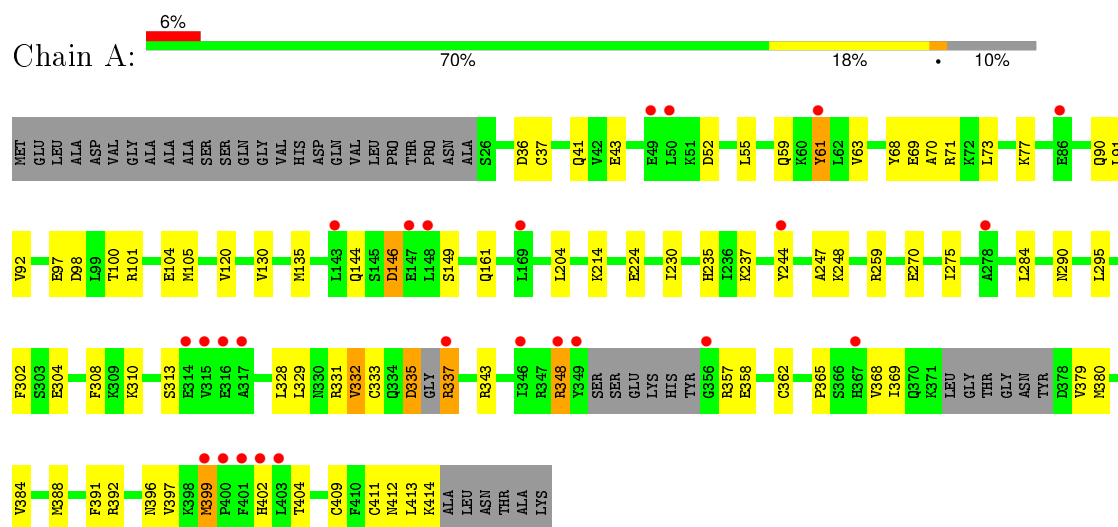 6%
Chain A:
70% 18% • 10%
MET GLU LEU ALA ASP VAL GLY ALA ALA ALA SER SER GLN GLY VAL HIS ASP GLN VAL LEU PRO THR PRO ASN ALA S26 D36 C37 Q41 V42 E43 E49 L50 K51 D52 L55 Q59 K60 Y61 L62 V63 Y68 E69 A70 R71 K72 L73 K77 E86 Q90 L91
V92 E97 D98 L99 T100 R101 E104 M105 V120 V130 M135 L143 Q144 S145 D146 E147 L148 S149 Q161 L169 L204 K214 E224 I230 H235 I236 K237 Y244 A247 K248 R259 E270 I275 A278 L284 N290 L295
F302 S303 E304 F308 K309 K310 S313 E314 V315 E316 A317 L328 L329 N330 R331 V332 C333 Q334 D335 GLY R337 R343 I346 R347 R348 Y349 SER SER GLU LYS HIS TYR G356 R357 E358 C362 P365 S366 H367 V368 I369 Q370 K371 LEU GLY THR GLY ASN TYR D378 V379 M380
V384 M388 F391 R392 N396 V397 K398 M399 P400 F401 H402 L403 T404 C409 F410 C411 N412 L413 K414 ALA LEU ASN THR ALA LYS